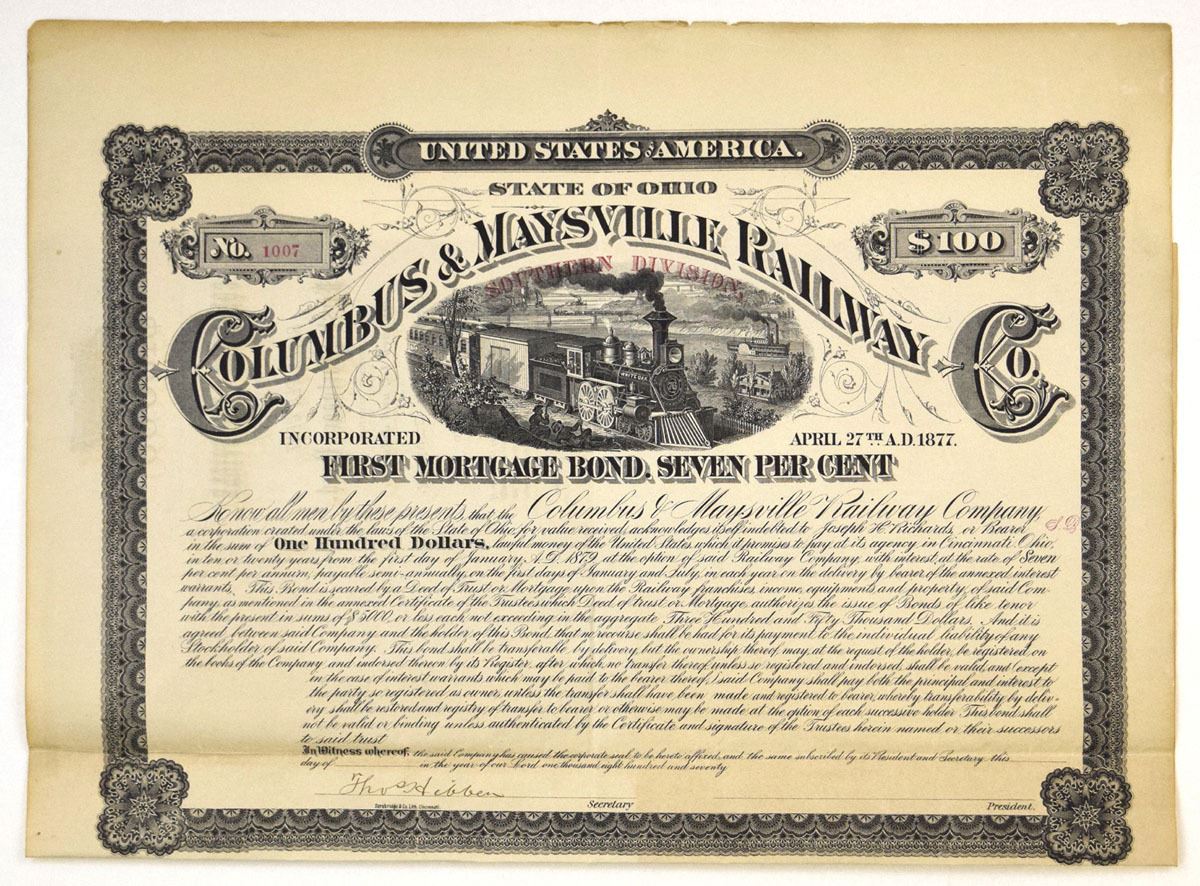 UNITED STATES OF AMERICA.
STATE OF OHIO
No. 1007
$100
COLUMBUS & MAYSVILLE RAILWAY CO.
SOUTHERN DIVISION,
INCORPORATED APRIL 27TH A.D. 1877.
FIRST MORTGAGE BOND. SEVEN PER CENT
Know all men by these presents, that the Columbus & Maysville Railway Company
a corporation created under the laws of the State of Ohio, for value received, acknowledges itself indebted to Joseph H. Richards, or Bearer
in the sum of One Hundred Dollars, lawful money of the United States which it promises to pay at its agency in Cincinnati, Ohio,
in ten or twenty years from the first day of January, A.D. 1879, at the option of said Railway Company, with interest, at the rate of Seven
per cent per annum, payable semi-annually, on the first days of January and July, in each year, on the delivery by bearer of the annexed interest
warrants. This Bond is secured by a Deed of Trust or Mortgage upon the Railway franchises, income, equipments and property, of said Com-
pany, as mentioned in the annexed Certificate of the Trustees which Deed of trust or Mortgage, authorizes the issue of Bonds of like tenor
with the present in sums of $500, or less each not exceeding in the aggregate Three Hundred and Fifty Thousand Dollars. And it is
agreed, between said Company and the holder of this Bond, that no recourse shall be had for its payment to the individual liability of any
Stockholder of said Company. This bond shall be transferable by delivery, but the ownership thereof may, at the request of the holder, be registered, on
the books of the Company and indorsed thereon by its Register, after which, no transfer thereof, unless so registered and indorsed, shall be valid, and (except
in the case of interest warrants which may be paid to the bearer thereof,) said Company shall pay both the principal and interest to
the party so registered as owner, unless the transfer shall have been made and registered to bearer, whereby transferability by deliv-
ery shall be restored and registry of transfer to bearer or otherwise may be made at the option of each successive holder. This bond shall
not be valid or binding unless authenticated by the Certificate and signature of the Trustees herein named or their successors
to said trust
In Witness whereof, the said Company has caused the corporate seal to be hereto affixed, and the same subscribed by its President and Secretary this
day of in the year of our Lord one thousand eight hundred and seventy
Thos Hibben
Secretary President.